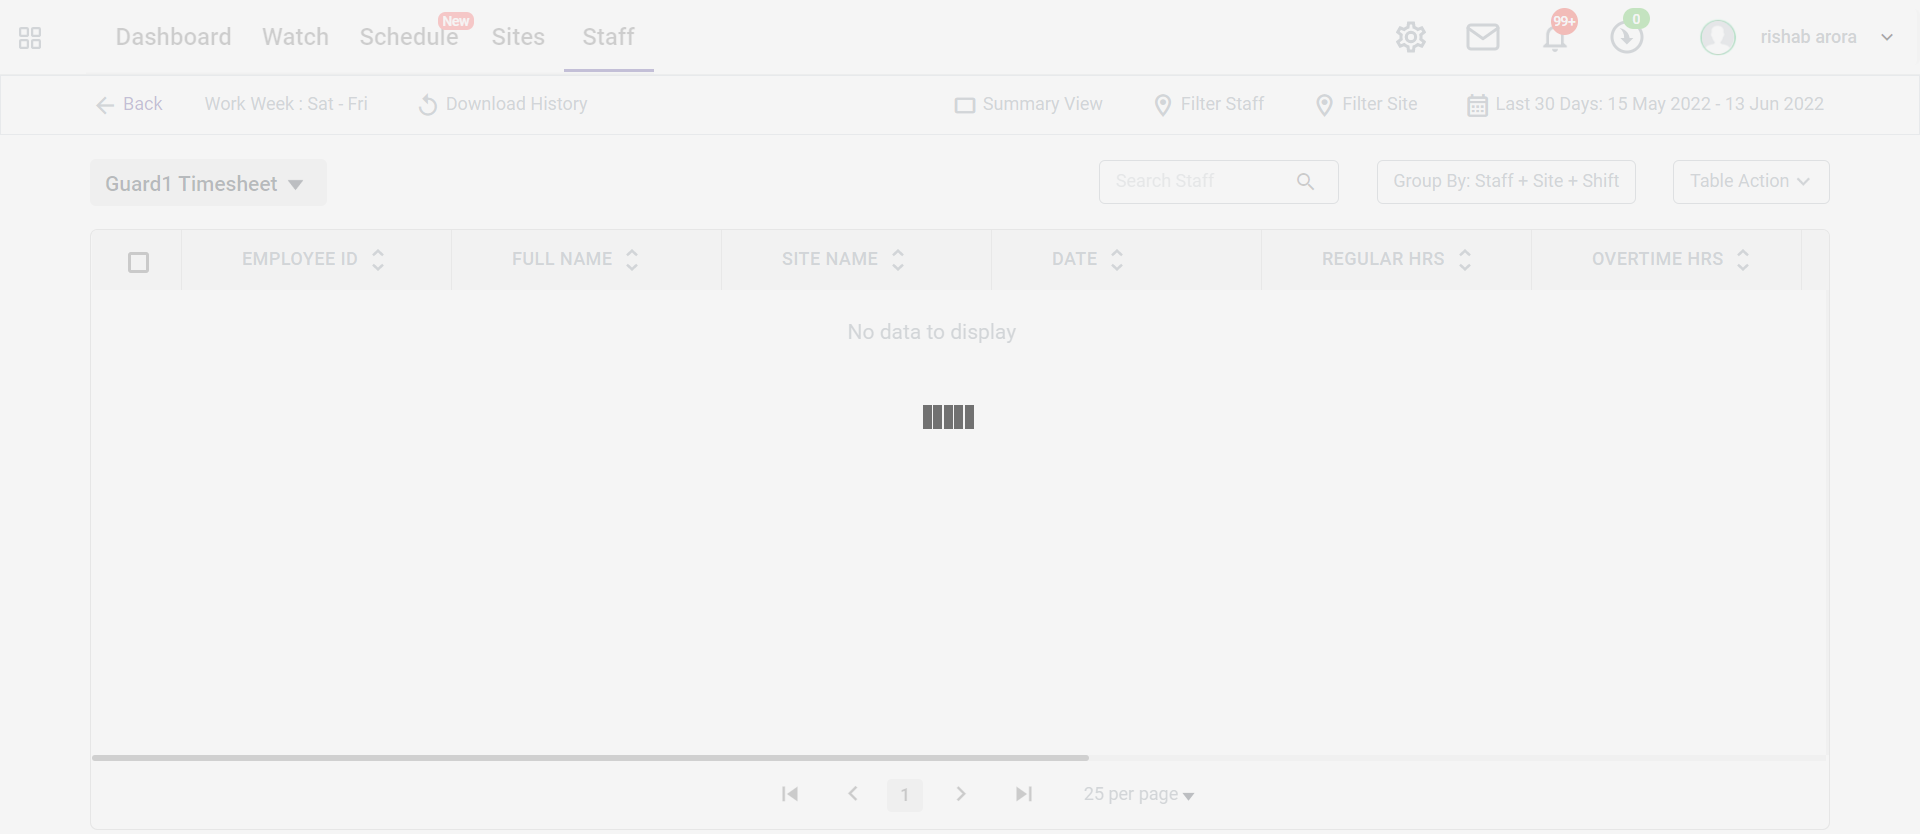 Dashboard Watch Schedule New Sites Staff 99+ 0 rishab arora
Back Work Week : Sat - Fri Download History Summary View Filter Staff Filter Site Last 30 Days: 15 May 2022 - 13 Jun 2022
Guard1 Timesheet Search Staff Group By: Staff + Site + Shift Table Action
EMPLOYEE ID FULL NAME SITE NAME DATE REGULAR HRS OVERTIME HRS
No data to display
1 25 per page